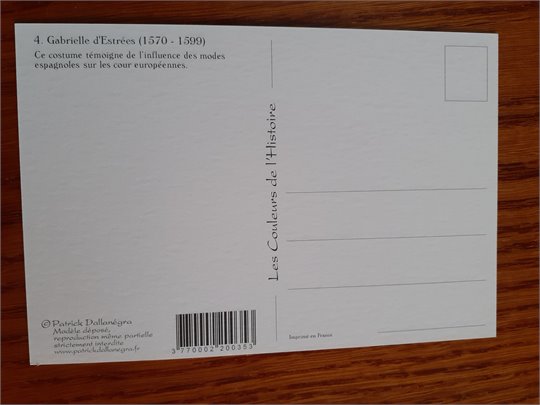 4. Gabrielle d'Estrées (1570 - 1599)
Ce costume témoigne de l'influence des modes
espagnoles sur les cour européennes.
Les Couleurs de l'Histoire
© Patrick Dallanégra
Modèle déposé,
reproduction même partielle
strictement interdite
www.patrickdallanegra.fr
3 770002 200353
Imprimé en France